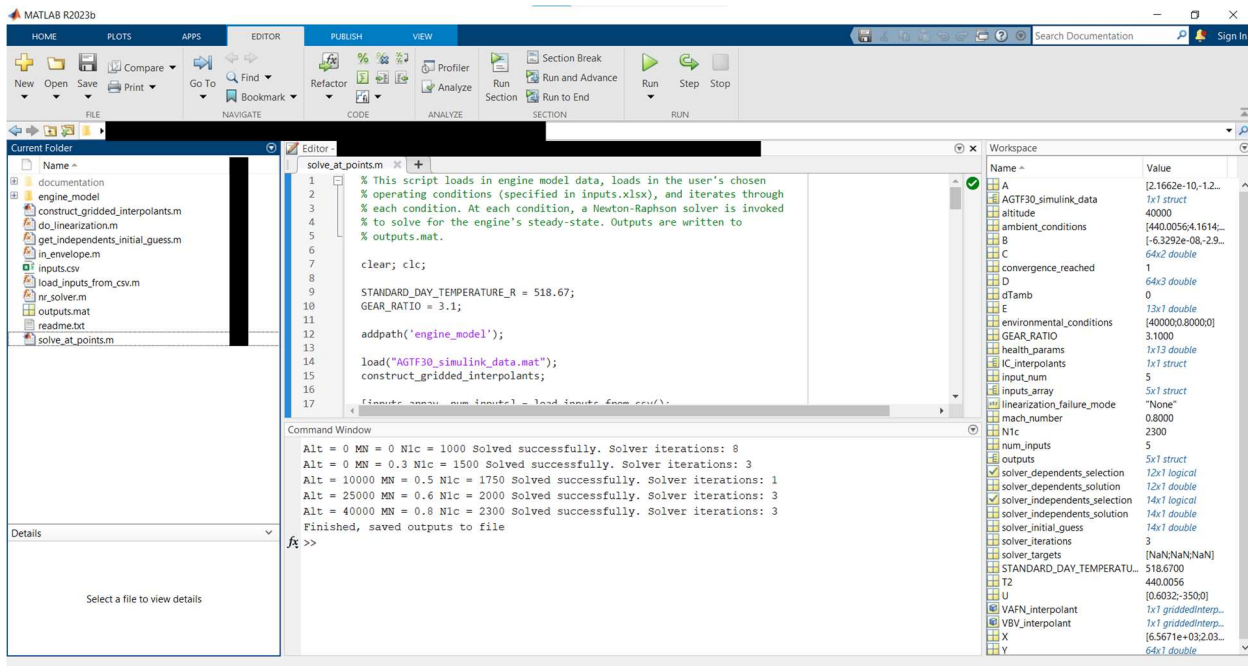 MATLAB R2023b
HOME PLOTS APPS EDITOR PUBLISH VIEW
Search Documentation
Sign In
New Open Save Compare Print
Go To Find Bookmark
Refactor
Profiler Analyze
Run Section
Section Break
Run and Advance
Run to End
Run Step Stop
FILE NAVIGATE CODE ANALYZE SECTION RUN
Current Folder
Name
documentation
engine_model
construct_gridded_interpolants.m
do_linearization.m
get_independents_initial_guess.m
in_envelope.m
inputs.csv
load_inputs_from_csv.m
nr_solver.m
outputs.mat
readme.txt
solve_at_points.m
Details
Select a file to view details
Editor -
solve_at_points.m
1 % This script loads in engine model data, loads in the user's chosen
2 % operating conditions (specified in inputs.xlsx), and iterates through
3 % each condition. At each condition, a Newton-Raphson solver is invoked
4 % to solve for the engine's steady-state. Outputs are written to
5 % outputs.mat.
6
7 clear; clc;
8
9 STANDARD_DAY_TEMPERATURE_R = 518.67;
10 GEAR_RATIO = 3.1;
11
12 addpath('engine_model');
13
14 load("AGTF30_simulink_data.mat");
15 construct_gridded_interpolants;
16
17 [inputs_array, num_inputs] = load_inputs_from_csv();
Command Window
Alt = 0 MN = 0 N1c = 1000 Solved successfully. Solver iterations: 8
Alt = 0 MN = 0.3 N1c = 1500 Solved successfully. Solver iterations: 3
Alt = 10000 MN = 0.5 N1c = 1750 Solved successfully. Solver iterations: 1
Alt = 25000 MN = 0.6 N1c = 2000 Solved successfully. Solver iterations: 3
Alt = 40000 MN = 0.8 N1c = 2300 Solved successfully. Solver iterations: 3
Finished, saved outputs to file
fx >>
Workspace
Name Value
A [2.1662e-10,-1.2...
AGTF30_simulink_data 1x1 struct
altitude 40000
ambient_conditions [440.0056;4.1614;...
B [-6.3292e-08,-2.9...
C 64x2 double
convergence_reached 1
D 64x3 double
dTamb 0
E 13x1 double
environmental_conditions [40000;0.8000;0]
GEAR_RATIO 3.1000
health_params 1x13 double
IC_interpolants 1x1 struct
input_num 5
inputs_array 5x1 struct
linearization_failure_mode "None"
mach_number 0.8000
N1c 2300
num_inputs 5
outputs 5x1 struct
solver_dependents_selection 12x1 logical
solver_dependents_solution 12x1 double
solver_independents_selection 14x1 logical
solver_independents_solution 14x1 double
solver_initial_guess 14x1 double
solver_iterations 3
solver_targets [NaN;NaN;NaN]
STANDARD_DAY_TEMPERATU... 518.6700
T2 440.0056
U [0.6032;-350;0]
VAFN_interpolant 1x1 griddedInterp...
VBV_interpolant 1x1 griddedInterp...
X [6.5671e+03;2.03...
Y 64x1 double